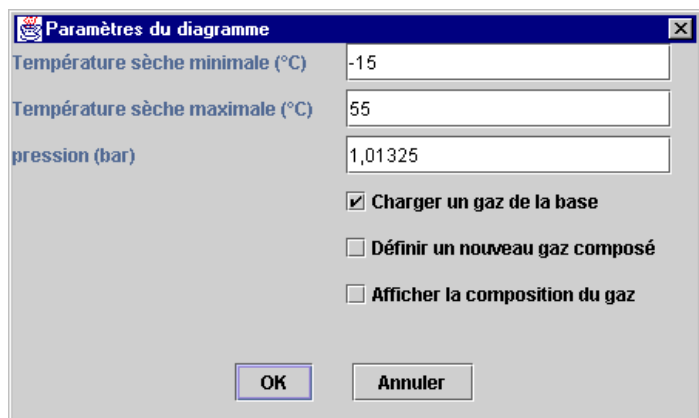 Paramètres du diagramme
Température sèche minimale (°C) -15
Température sèche maximale (°C) 55
pression (bar) 1,01325
Charger un gaz de la base
Définir un nouveau gaz composé
Afficher la composition du gaz
OK Annuler